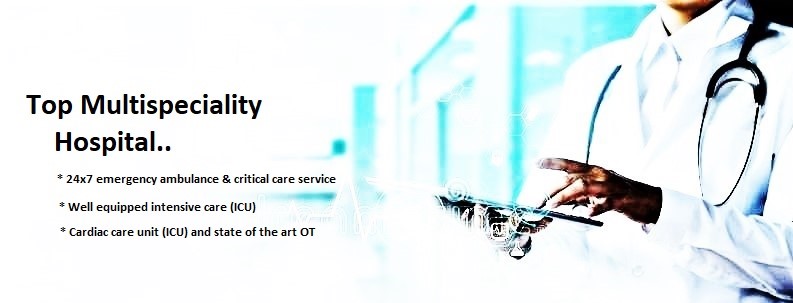 Top Multispeciality
Hospital..
* 24x7 emergency ambulance & critical care service
* Well equipped intensive care (ICU)
* Cardiac care unit (ICU) and state of the art OT